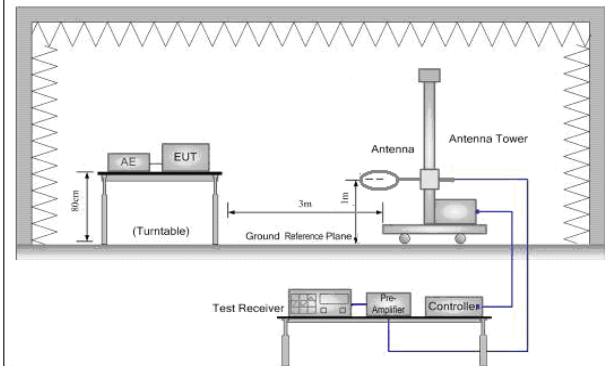 Antenna
Antenna Tower
AE
EUT
80cm
(Turntable)
3m
1m
Ground Reference Plane
Test Receiver
Pre-
Amplifier
Controller